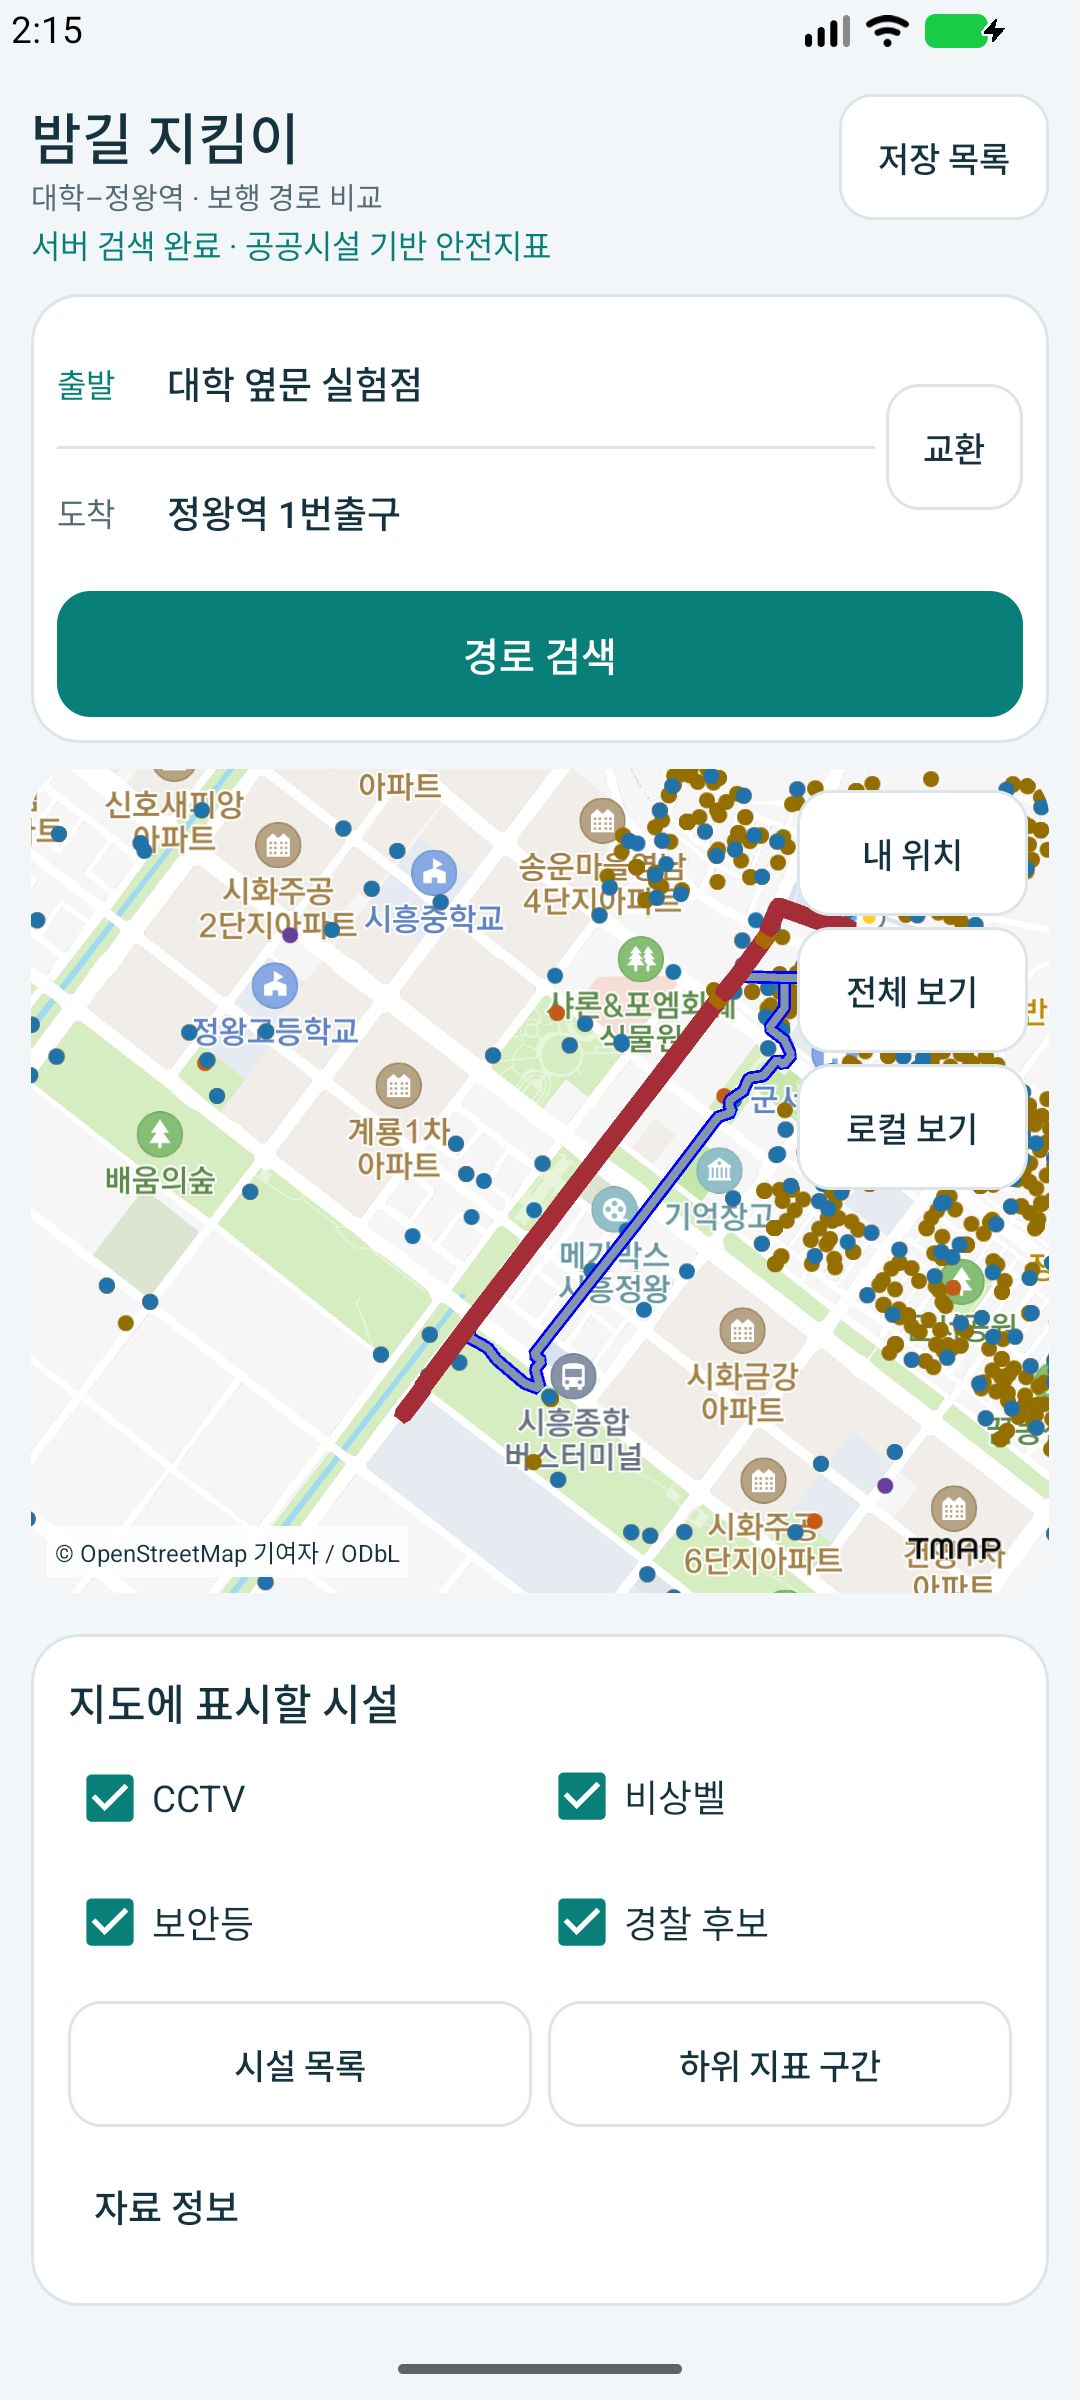 2:15
밤길 지킴이
저장 목록
대학–정왕역 · 보행 경로 비교
서버 검색 완료 · 공공시설 기반 안전지표
출발
대학 옆문 실험점
교환
도착
정왕역 1번출구
경로 검색
아파트
신호새피앙
아파트
시화주공
2단지아파트
시흥중학교
송운마을영남
4단지아파트
내 위치
정왕고등학교
식물원
전체 보기
반
계룡1차
아파트
배움의숲
로컬 보기
기억창고
메가박스
시흥정왕
시화금강
아파트
시흥종합
버스터미널
시화주공
6단지아파트
아파트
TMAP
© OpenStreetMap 기여자 / ODbL
지도에 표시할 시설
CCTV
비상벨
보안등
경찰 후보
시설 목록
하위 지표 구간
자료 정보